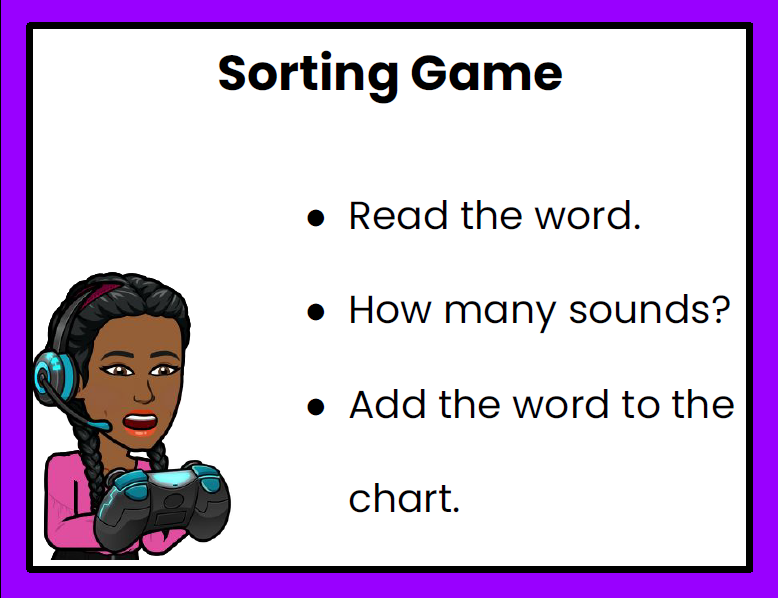 Sorting Game
● Read the word.
● How many sounds?
● Add the word to the
chart.